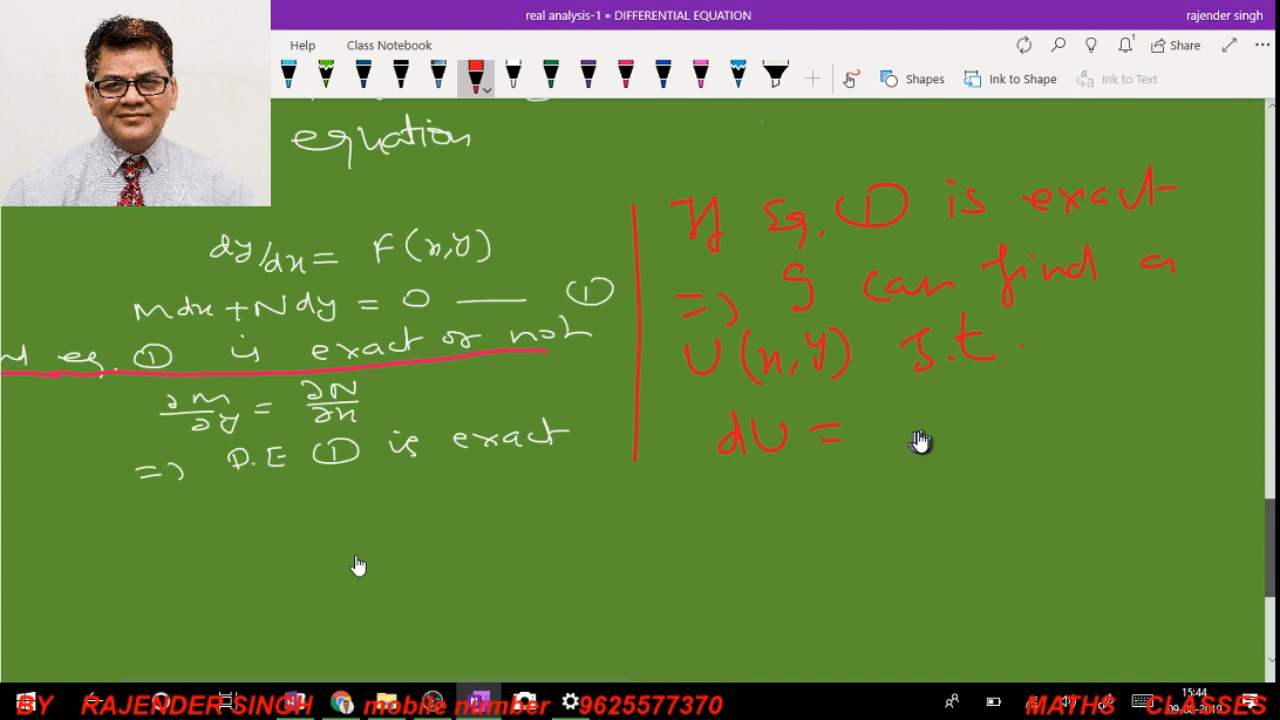 real analysis-1 » DIFFERENTIAL EQUATION
rajender singh
Help Class Notebook
Share
Shapes
Ink to Shape
Ink to Text
equation
dy/dx = F(x,y)
Mdx + Ndy = 0 —— ①
eq. ① is exact or not
∂M/∂y = ∂N/∂x
=> D.E ① is exact
If Eq. ① is exact
=> I can find a
U(x,y) s.t.
dU =
BY RAJENDER SINGH mobile number 9625577370 MATHS CLASSES
15:44